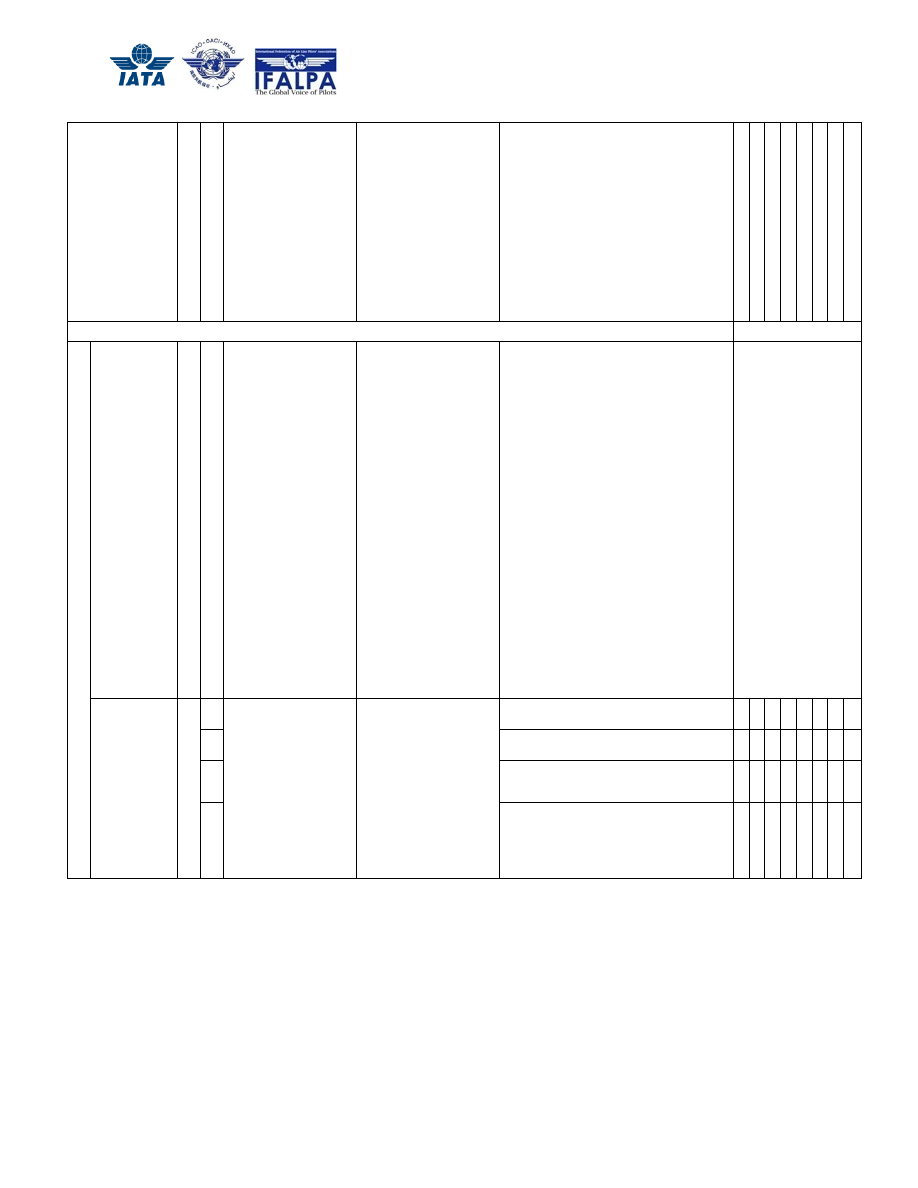 IATA
ICAO · OACI · ИКАО
International Federation of Air Line Pilots' Associations
IFALPA
The Global Voice of Pilots